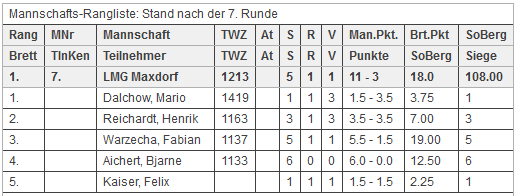 Mannschafts-Rangliste: Stand nach der 7. Runde
Rang MNr Mannschaft TWZ At S R V Man.Pkt. Brt.Pkt SoBerg
Brett TlnKen Teilnehmer TWZ At S R V Punkte SoBerg Siege
1. 7. LMG Maxdorf 1213 5 1 1 11 - 3 18.0 108.00
1. Dalchow, Mario 1419 1 1 3 1.5 - 3.5 3.75 1
2. Reichardt, Henrik 1163 3 1 3 3.5 - 3.5 7.00 3
3. Warzecha, Fabian 1137 5 1 1 5.5 - 1.5 19.00 5
4. Aichert, Bjarne 1133 6 0 0 6.0 - 0.0 12.50 6
5. Kaiser, Felix 1 1 1 1.5 - 1.5 2.25 1